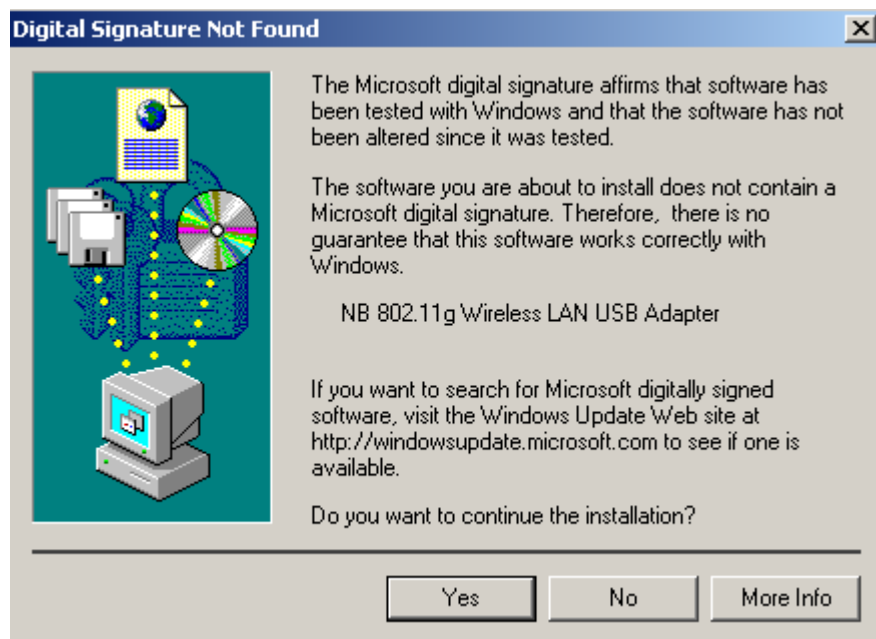 Digital Signature Not Found
The Microsoft digital signature affirms that software has
been tested with Windows and that the software has not
been altered since it was tested.
The software you are about to install does not contain a
Microsoft digital signature. Therefore,  there is no
guarantee that this software works correctly with
Windows.
NB 802.11g Wireless LAN USB Adapter
If you want to search for Microsoft digitally signed
software, visit the Windows Update Web site at
http://windowsupdate.microsoft.com to see if one is
available.
Do you want to continue the installation?
Yes No More Info